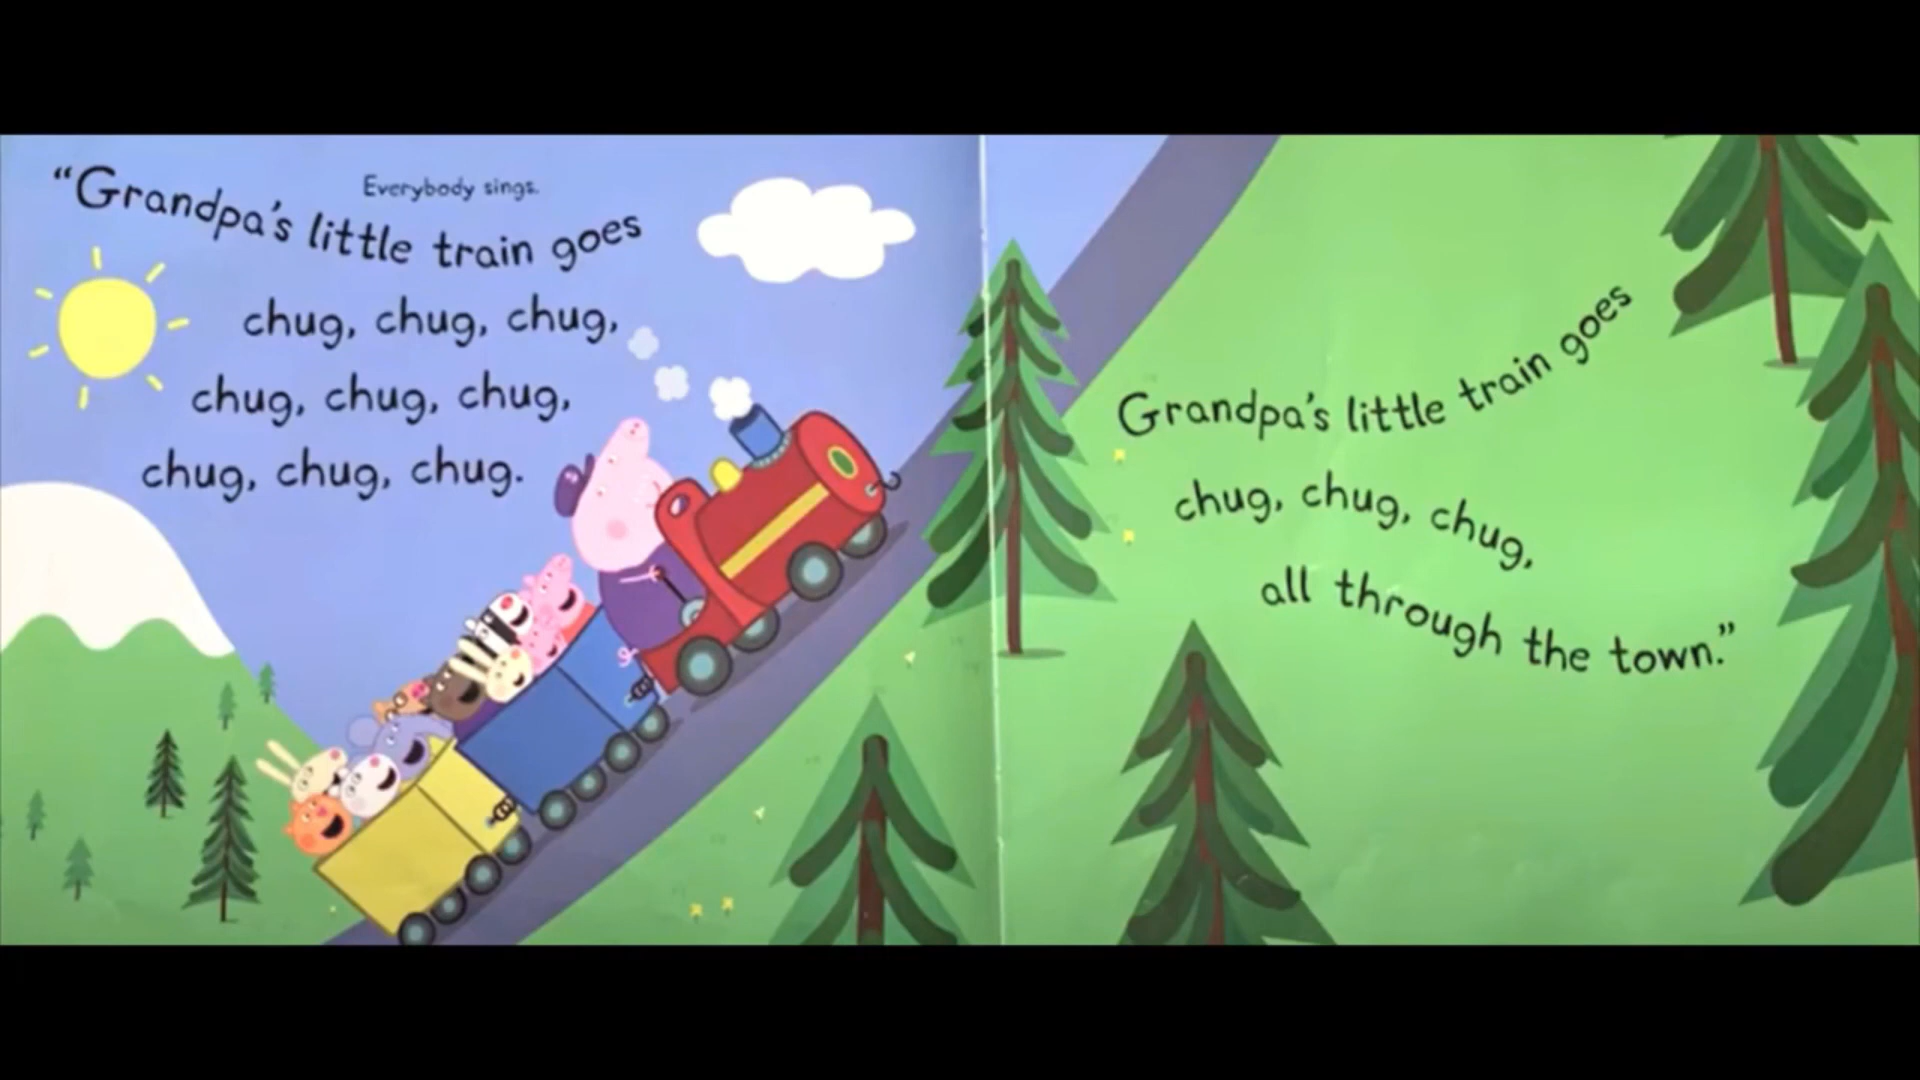 Everybody sings.
“Grandpa's little train goes
chug, chug, chug,
chug, chug, chug,
chug, chug, chug.
Grandpa's little train goes
chug, chug, chug,
all through the town.”